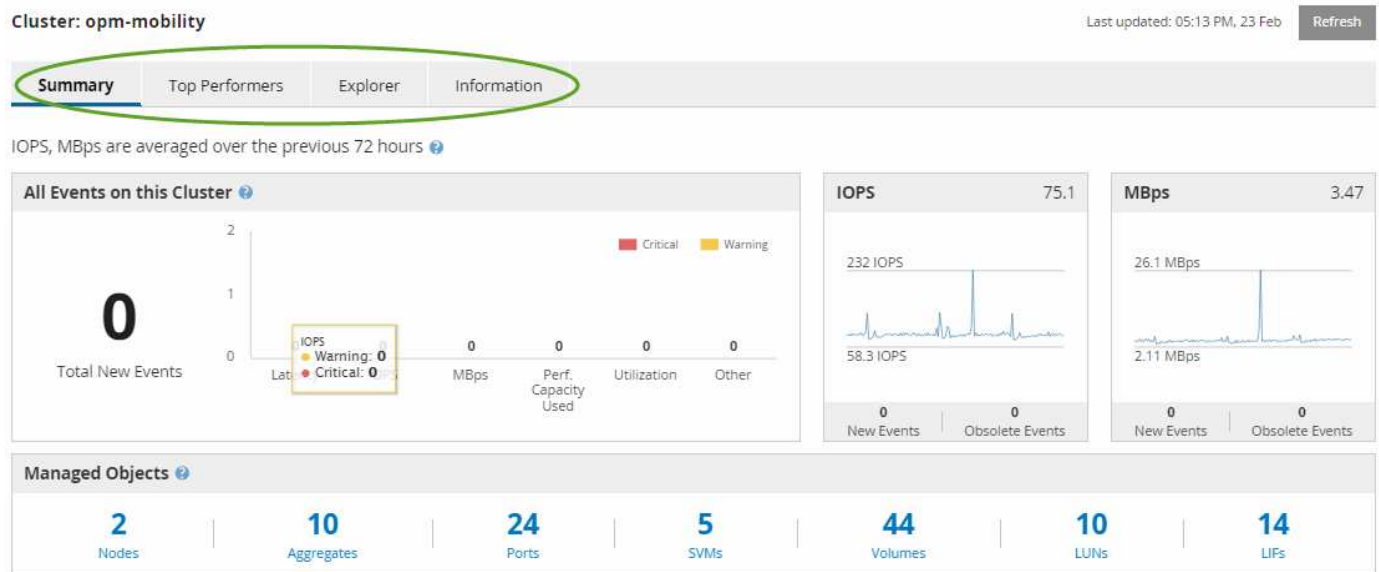 Cluster: opm-mobility
Last updated: 05:13 PM, 23 Feb
Refresh
Summary
Top Performers
Explorer
Information
IOPS, MBps are averaged over the previous 72 hours
All Events on this Cluster
0
Total New Events
2
1
0
Critical
Warning
IOPS
Warning: 0
Critical: 0
0
0
0
0
MBps
Perf.
Capacity
Used
Utilization
Other
IOPS 75.1
232 IOPS
58.3 IOPS
0 0
New Events Obsolete Events
MBps 3.47
26.1 MBps
2.11 MBps
0 0
New Events Obsolete Events
Managed Objects
2 10 24 5 44 10 14
Nodes Aggregates Ports SVMs Volumes LUNs LIFs